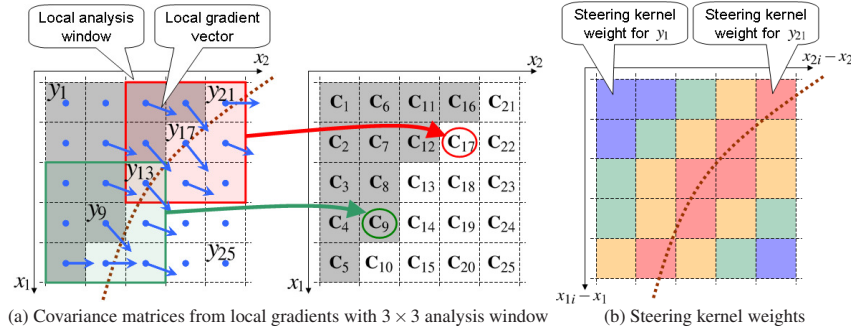 Local analysis window
Local gradient vector
x₂
y₁
y₂₁
y₁₇
y₁₃
y₉
y₂₅
x₁
x₂
C₁ C₆ C₁₁ C₁₆ C₂₁
C₂ C₇ C₁₂ C₁₇ C₂₂
C₃ C₈ C₁₃ C₁₈ C₂₃
C₄ C₉ C₁₄ C₁₉ C₂₄
C₅ C₁₀ C₁₅ C₂₀ C₂₅
x₁
(a) Covariance matrices from local gradients with 3 × 3 analysis window
Steering kernel weight for y₁
Steering kernel weight for y₂₁
x₂ᵢ−x₂
x₁ᵢ−x₁
(b) Steering kernel weights